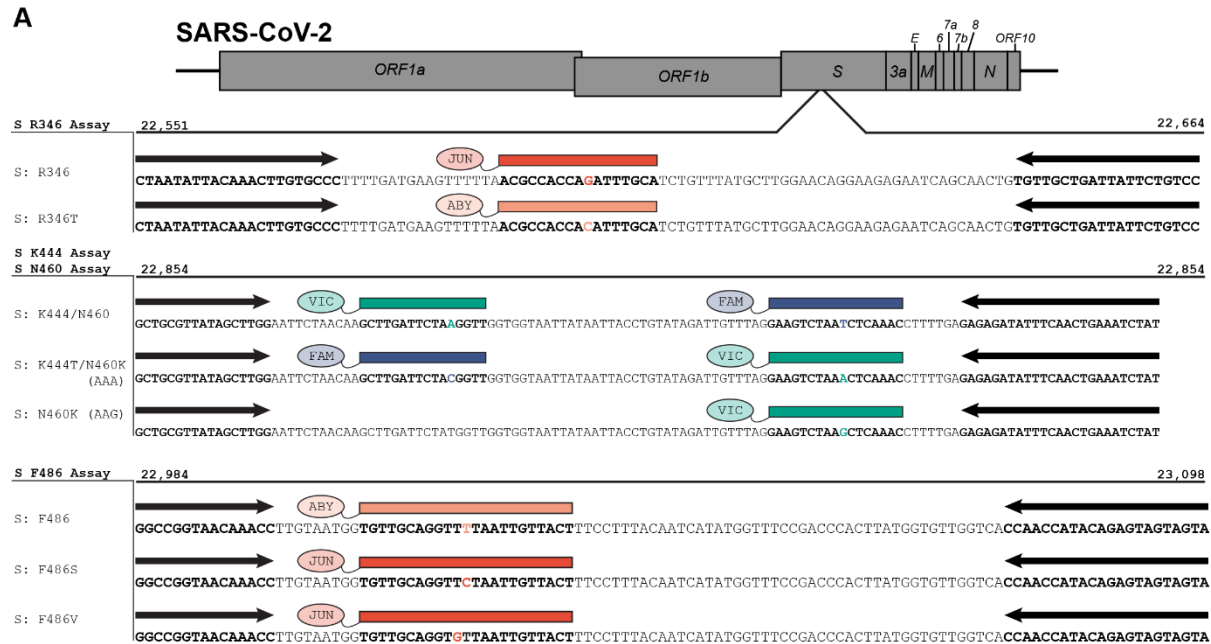 A
SARS-CoV-2
ORF1a
ORF1b
S
3a
E
M
6
7a
7b
8
N
ORF10
S R346 Assay
22,551
22,664
JUN
S: R346
CTAATATTACAAACTTGTGCCCTTTTGATGAAGTTTTTAACGCCACCAGATTTGCATCTGTTTATGCTTGGAACAGGAAGAGAATCAGCAACTGTGTTGCTGATTATTCTGTCC
ABY
S: R346T
CTAATATTACAAACTTGTGCCCTTTTGATGAAGTTTTTAACGCCACCACATTTGCATCTGTTTATGCTTGGAACAGGAAGAGAATCAGCAACTGTGTTGCTGATTATTCTGTCC
S K444 Assay
S N460 Assay
22,854
22,854
VIC
FAM
S: K444/N460
GCTGCGTTATAGCTTGGAATTCTAACAAGCTTGATTCTAAGGTTGGTGGTAATTATAATTACCTGTATAGATTGTTTAGGAAGTCTAATCTCAAACCTTTTGAGAGAGATATTTCAACTGAAATCTAT
FAM
VIC
S: K444T/N460K
(AAA)
GCTGCGTTATAGCTTGGAATTCTAACAAGCTTGATTCTACGGTTGGTGGTAATTATAATTACCTGTATAGATTGTTTAGGAAGTCTAAACTCAAACCTTTTGAGAGAGATATTTCAACTGAAATCTAT
VIC
S: N460K (AAG)
GCTGCGTTATAGCTTGGAATTCTAACAAGCTTGATTCTATGGTTGGTGGTAATTATAATTACCTGTATAGATTGTTTAGGAAGTCTAAGCTCAAACCTTTTGAGAGAGATATTTCAACTGAAATCTAT
S F486 Assay
22,984
23,098
ABY
S: F486
GGCCGGTAACAAACCTTGTAATGGTGTTGCAGGTTTTAATTGTTACTTTCCTTTACAATCATATGGTTTCCGACCCACTTATGGTGTTGGTCACCAACCATACAGAGTAGTAGTA
JUN
S: F486S
GGCCGGTAACAAACCTTGTAATGGTGTTGCAGGTTCTAATTGTTACTTTCCTTTACAATCATATGGTTTCCGACCCACTTATGGTGTTGGTCACCAACCATACAGAGTAGTAGTA
JUN
S: F486V
GGCCGGTAACAAACCTTGTAATGGTGTTGCAGGTGTTAATTGTTACTTTCCTTTACAATCATATGGTTTCCGACCCACTTATGGTGTTGGTCACCAACCATACAGAGTAGTAGTA